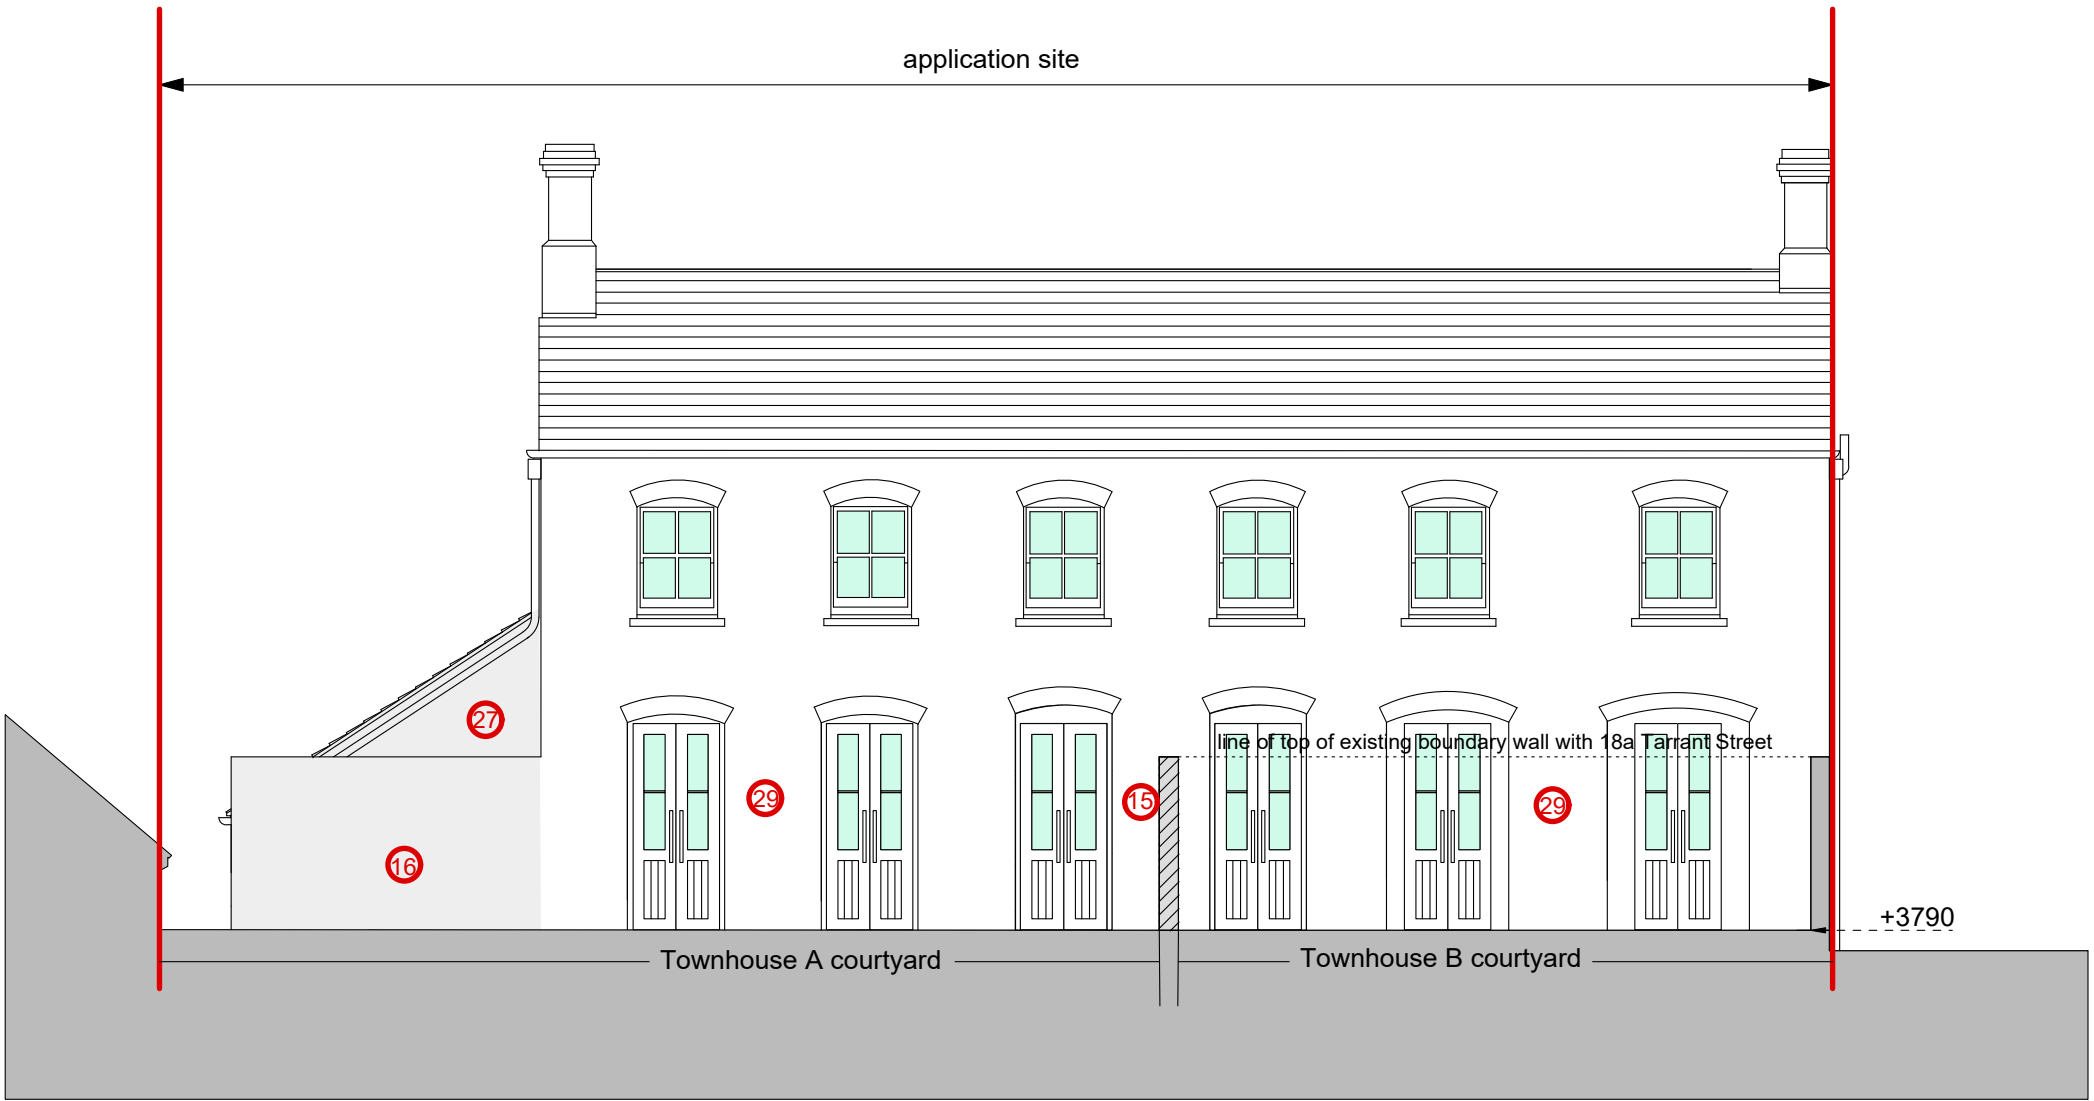 application site
27
line of top of existing boundary wall with 18a Tarrant Street
29
15
29
16
+3790
Townhouse A courtyard
Townhouse B courtyard